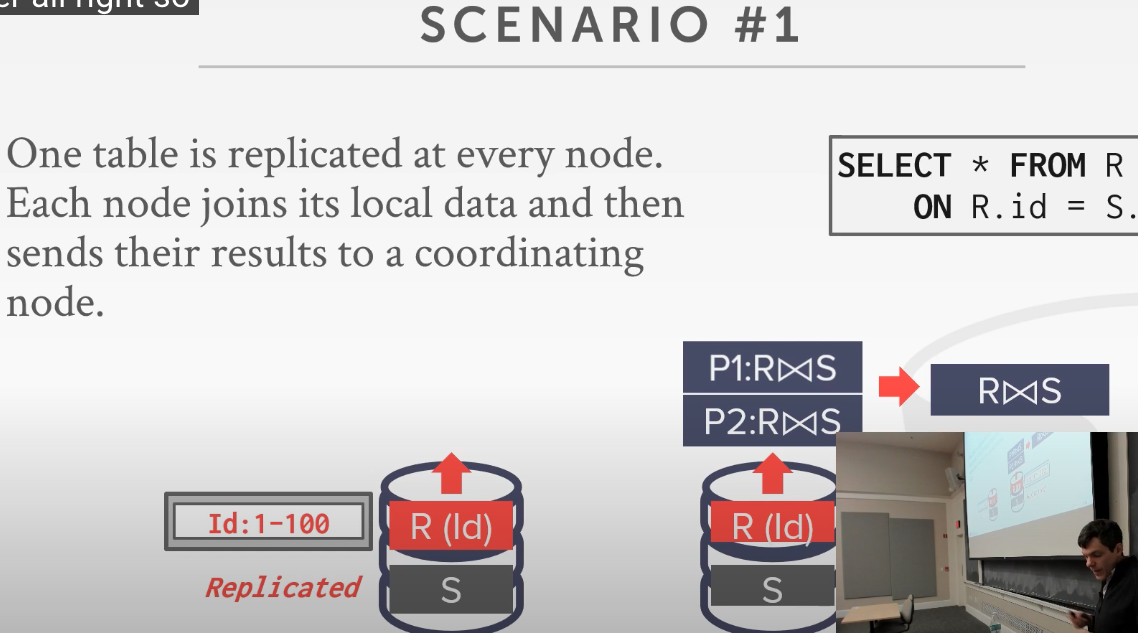 er all right so
SCENARIO #1
One table is replicated at every node.
Each node joins its local data and then
sends their results to a coordinating
node.
SELECT * FROM R
ON R.id = S.
P1:R⋈S
P2:R⋈S
R⋈S
Id:1-100
Replicated
R (Id)
S
R (Id)
S